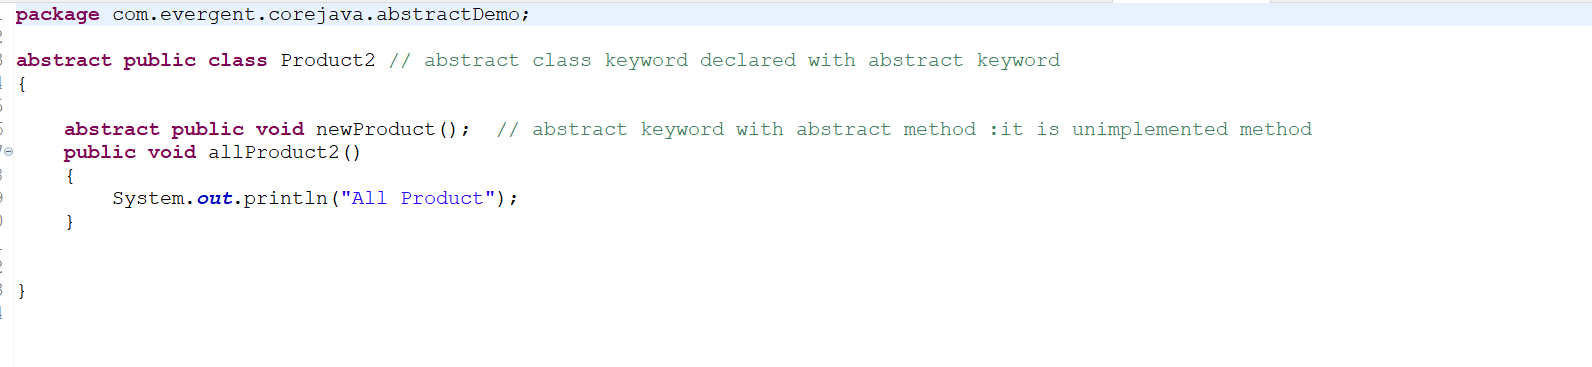 package com.evergent.corejava.abstractDemo;
abstract public class Product2 // abstract class keyword declared with abstract keyword
{
abstract public void newProduct();  // abstract keyword with abstract method :it is unimplemented method
public void allProduct2()
{
System.out.println("All Product");
}
}